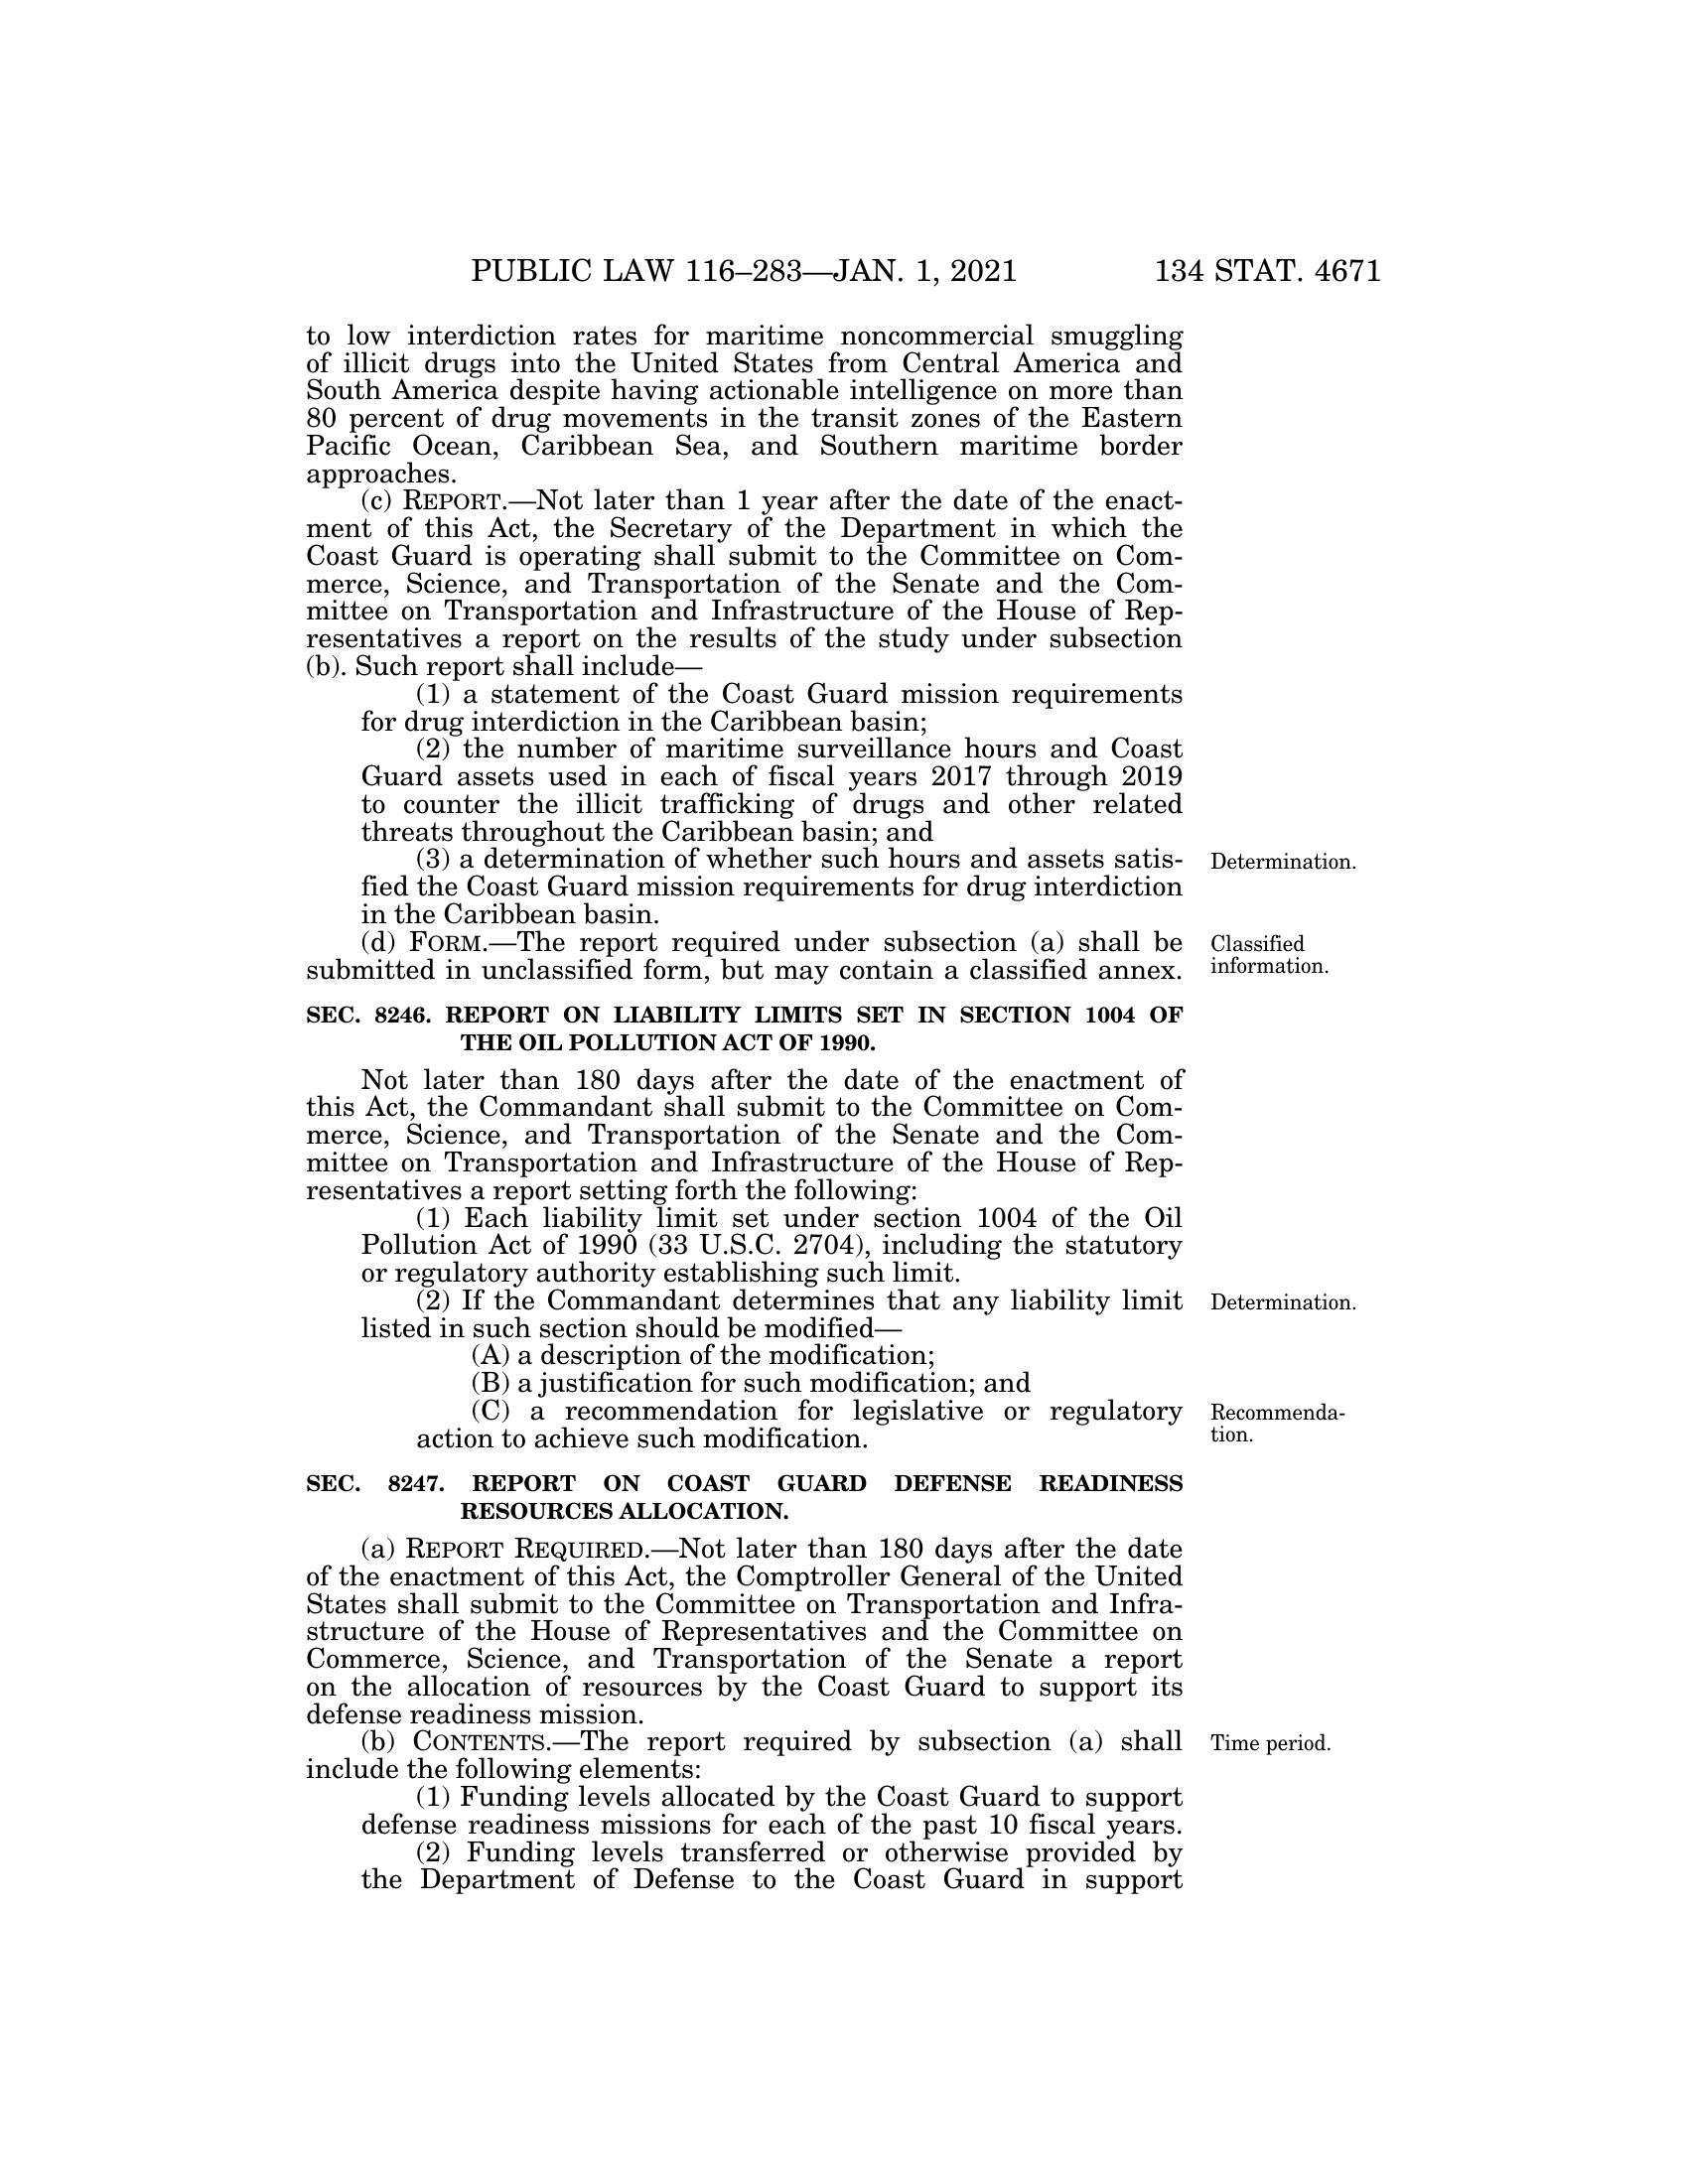 PUBLIC LAW 116–283—JAN. 1, 2021 134 STAT. 4671
to low interdiction rates for maritime noncommercial smuggling
of illicit drugs into the United States from Central America and
South America despite having actionable intelligence on more than
80 percent of drug movements in the transit zones of the Eastern
Pacific Ocean, Caribbean Sea, and Southern maritime border
approaches.
(c) REPORT.—Not later than 1 year after the date of the enact-
ment of this Act, the Secretary of the Department in which the
Coast Guard is operating shall submit to the Committee on Com-
merce, Science, and Transportation of the Senate and the Com-
mittee on Transportation and Infrastructure of the House of Rep-
resentatives a report on the results of the study under subsection
(b). Such report shall include—
(1) a statement of the Coast Guard mission requirements
for drug interdiction in the Caribbean basin;
(2) the number of maritime surveillance hours and Coast
Guard assets used in each of fiscal years 2017 through 2019
to counter the illicit trafficking of drugs and other related
threats throughout the Caribbean basin; and
(3) a determination of whether such hours and assets satis-
fied the Coast Guard mission requirements for drug interdiction
in the Caribbean basin.
Determination.
(d) FORM.—The report required under subsection (a) shall be
submitted in unclassified form, but may contain a classified annex.
Classified
information.
SEC. 8246. REPORT ON LIABILITY LIMITS SET IN SECTION 1004 OF
THE OIL POLLUTION ACT OF 1990.
Not later than 180 days after the date of the enactment of
this Act, the Commandant shall submit to the Committee on Com-
merce, Science, and Transportation of the Senate and the Com-
mittee on Transportation and Infrastructure of the House of Rep-
resentatives a report setting forth the following:
(1) Each liability limit set under section 1004 of the Oil
Pollution Act of 1990 (33 U.S.C. 2704), including the statutory
or regulatory authority establishing such limit.
(2) If the Commandant determines that any liability limit
listed in such section should be modified—
Determination.
(A) a description of the modification;
(B) a justification for such modification; and
(C) a recommendation for legislative or regulatory
action to achieve such modification.
Recommenda-
tion.
SEC. 8247. REPORT ON COAST GUARD DEFENSE READINESS
RESOURCES ALLOCATION.
(a) REPORT REQUIRED.—Not later than 180 days after the date
of the enactment of this Act, the Comptroller General of the United
States shall submit to the Committee on Transportation and Infra-
structure of the House of Representatives and the Committee on
Commerce, Science, and Transportation of the Senate a report
on the allocation of resources by the Coast Guard to support its
defense readiness mission.
(b) CONTENTS.—The report required by subsection (a) shall
include the following elements:
Time period.
(1) Funding levels allocated by the Coast Guard to support
defense readiness missions for each of the past 10 fiscal years.
(2) Funding levels transferred or otherwise provided by
the Department of Defense to the Coast Guard in support